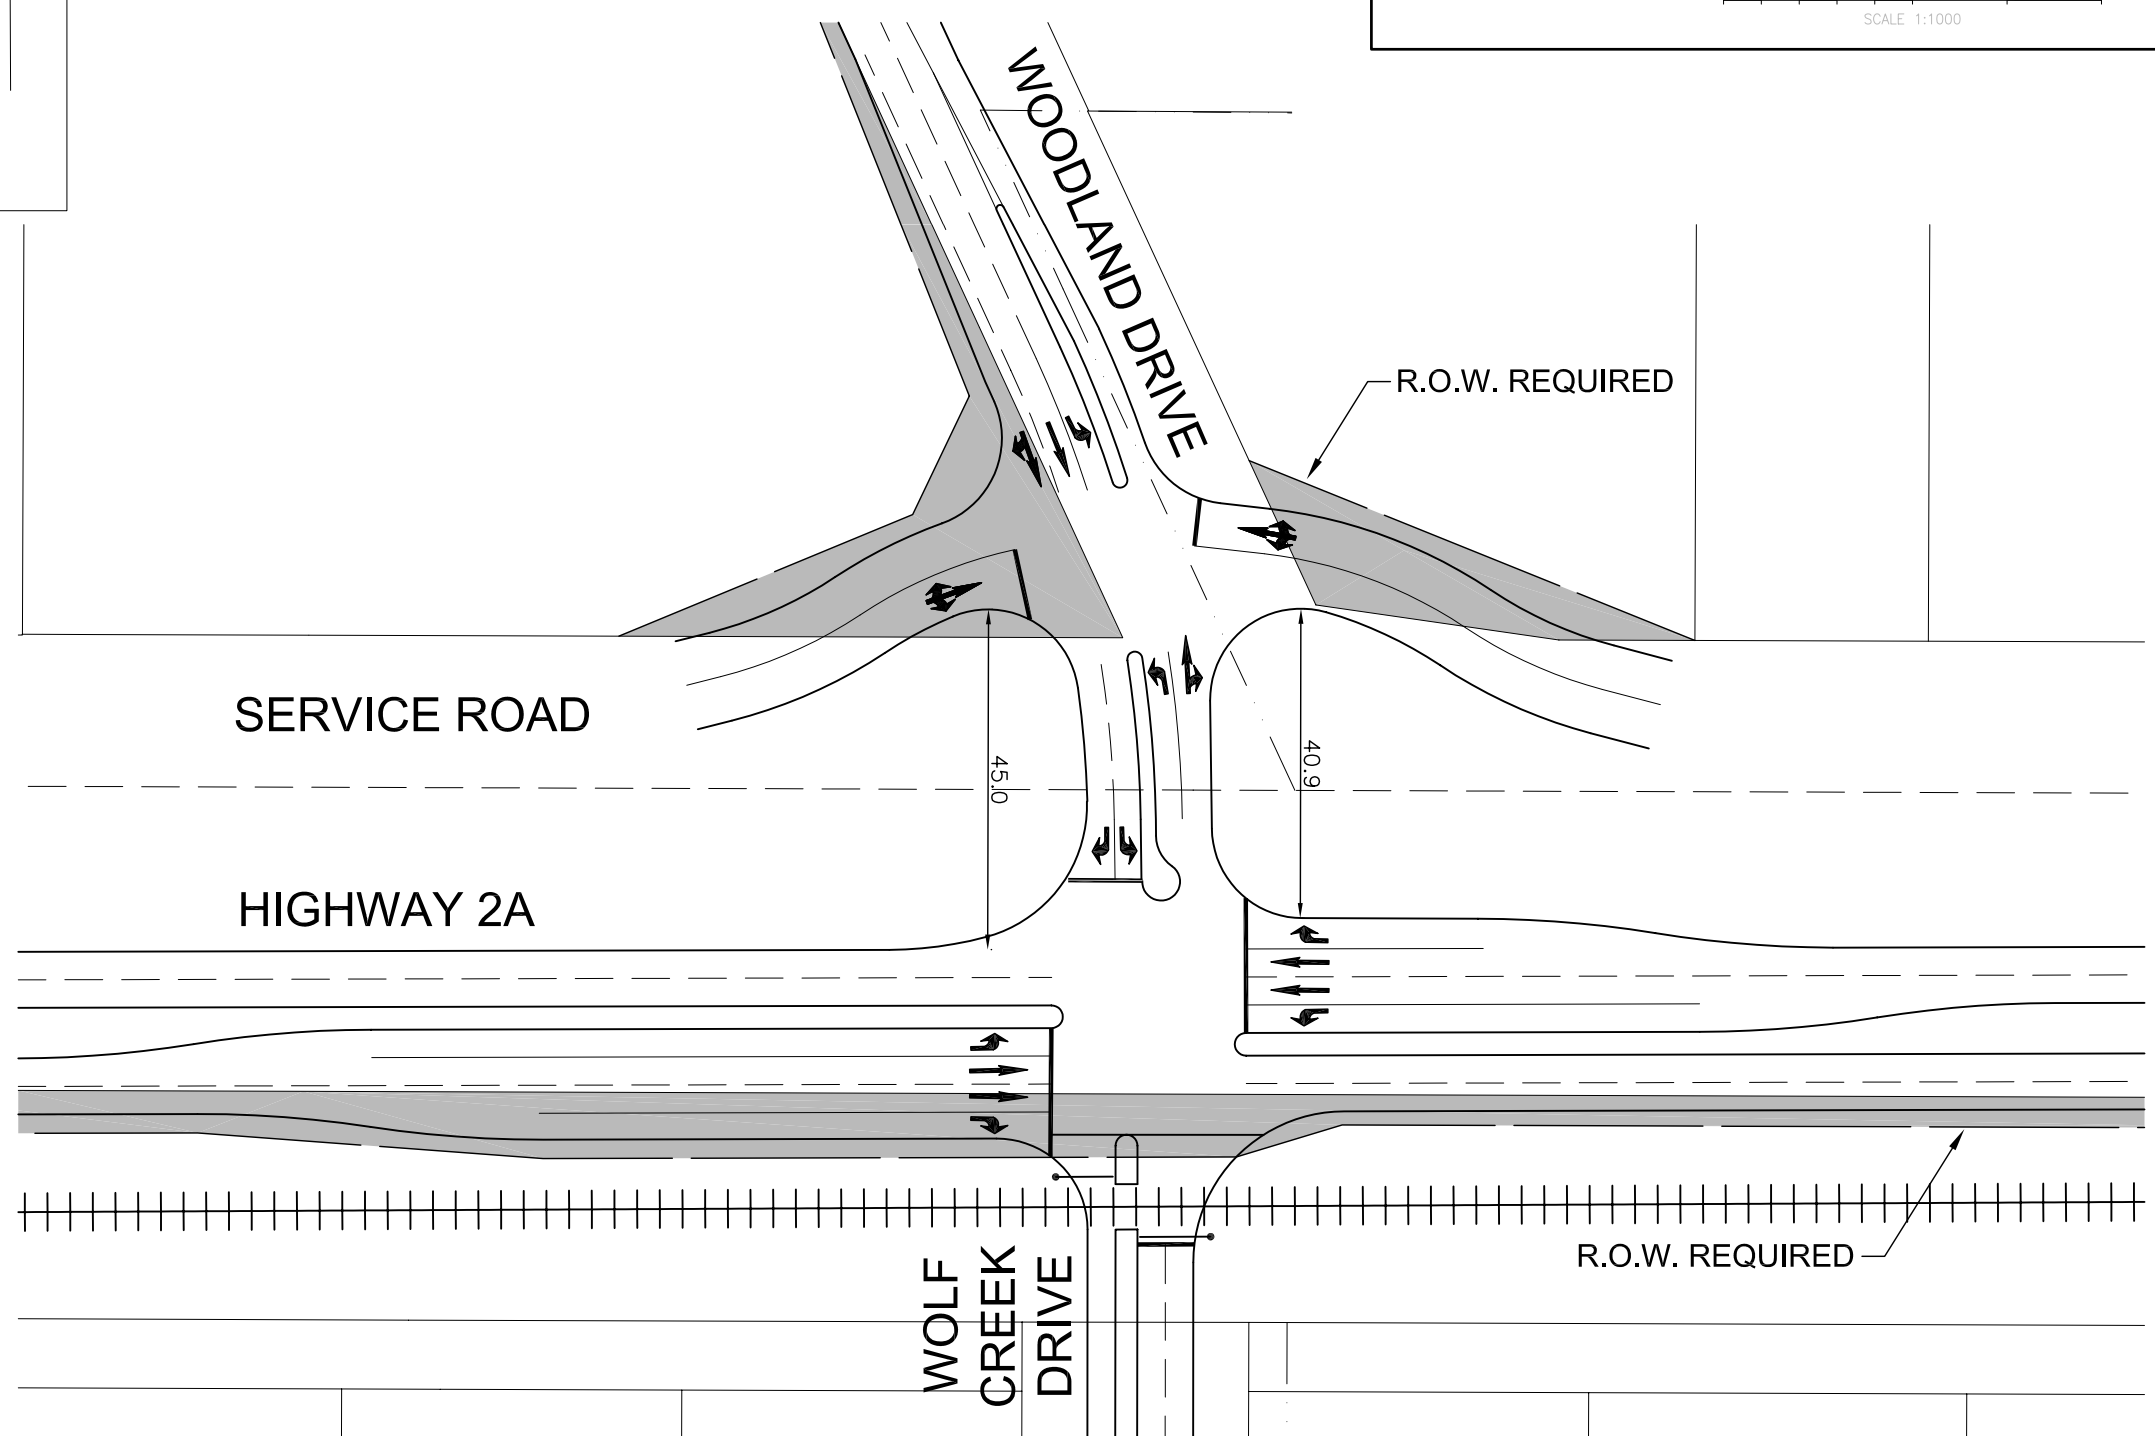 SCALE 1:1000
WOODLAND DRIVE
R.O.W. REQUIRED
SERVICE ROAD
45.0
40.9
HIGHWAY 2A
R.O.W. REQUIRED
WOLF
CREEK
DRIVE